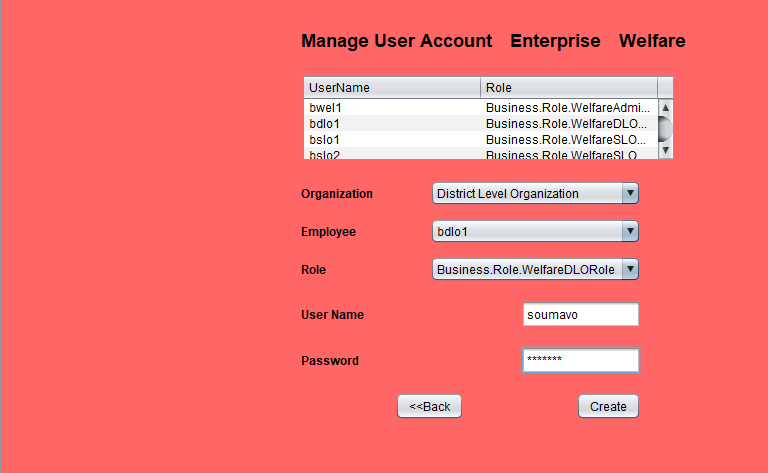 Manage User Account Enterprise Welfare
UserName Role
bwel1 Business.Role.WelfareAdmi...
bdlo1 Business.Role.WelfareDLO...
bslo1 Business.Role.WelfareSLO...
bslo2 Business.Role.WelfareSLO
Organization District Level Organization
Employee bdlo1
Role Business.Role.WelfareDLORole
User Name soumavo
Password *******
<<Back Create